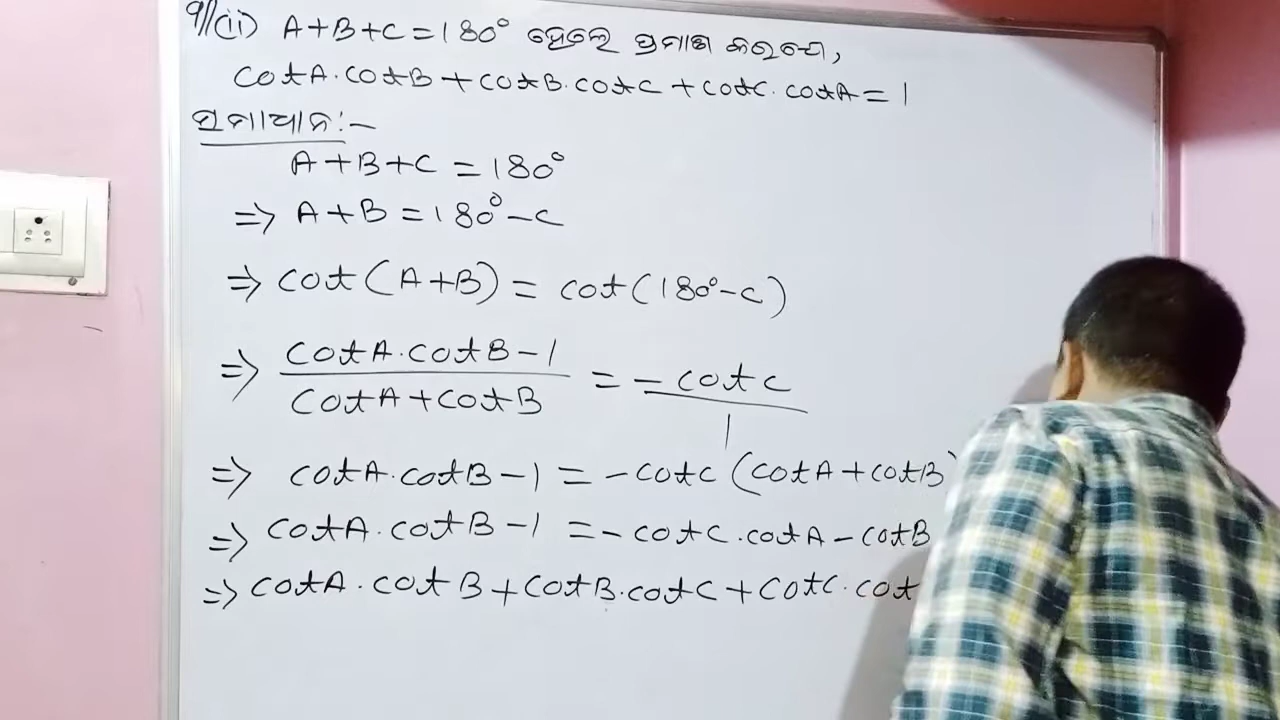 9/(ii) A+B+C=180° ହେଲେ ପ୍ରମାଣ କରଯେ,
cotA.cotB+cotB.cotC+cotC.cotA=1
ସମାଧାନ:-
A+B+C=180°
=> A+B=180°-C
=> cot(A+B)=cot(180°-C)
=> cotA.cotB-1/cotA+cotB = -cotC/1
=> cotA.cotB-1=-cotC(cotA+cotB)
=> cotA.cotB-1=-cotC.cotA-cotB
=> cotA.cotB+cotB.cotC+cotC.cot